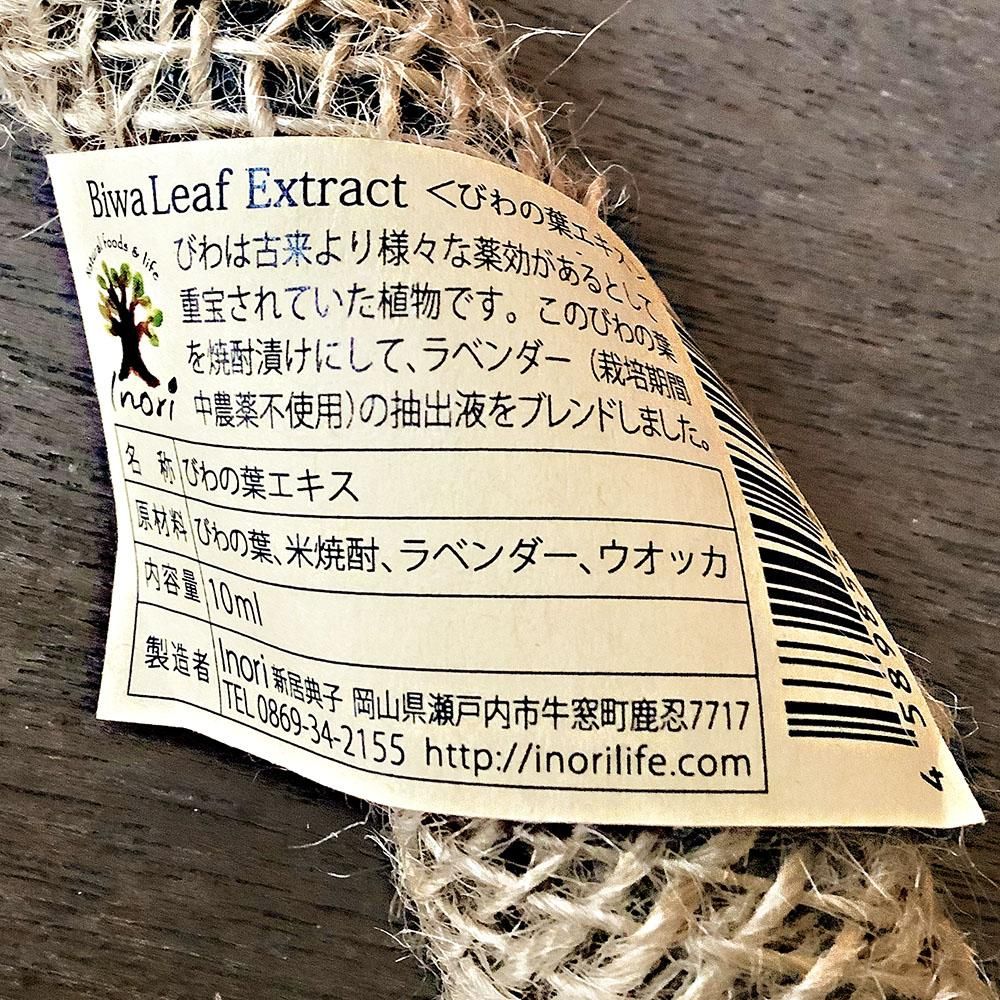 Biwa Leaf Extract <びわの葉エキス
natural foods & life
Inori
びわは古来より様々な薬効があるとして
重宝されていた植物です。このびわの葉
を焼酎漬けにして、ラベンダー（栽培期間
中農薬不使用）の抽出液をブレンドしました。
名 称 びわの葉エキス
原材料 びわの葉、米焼酎、ラベンダー、ウオッカ
内容量 10ml
製造者 Inori 新居典子 岡山県瀬戸内市牛窓町鹿忍7717
TEL 0869-34-2155 http://inorilife.com
4